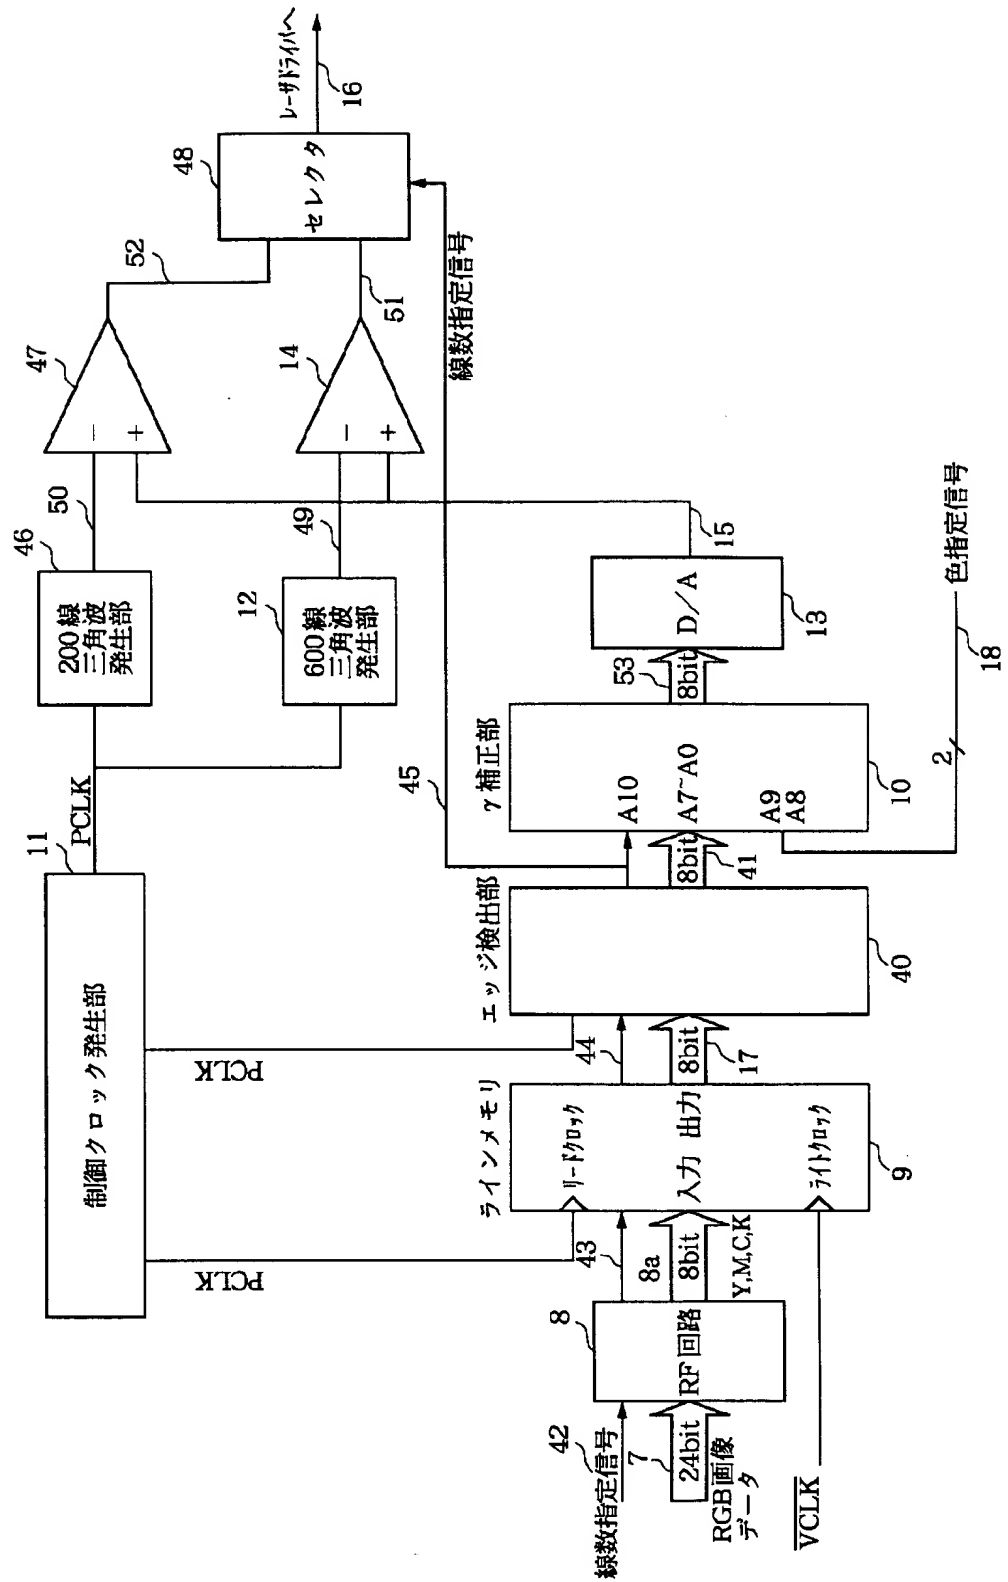 制御クロック発生部
11
PCLK
PCLK
PCLK
200線
三角波
発生部
46
50
47
−
+
52
600線
三角波
発生部
12
49
14
−
+
51
48
セレクタ
レーザドライバへ
16
線数指定信号
45
線数指定信号
42
7
24bit
RGB画像
データ
8
RF回路
43
8a
8bit
Y,M,C,K
VCLK
ラインメモリ
リードクロック
入力 出力
ライトクロック
9
44
8bit
17
エッジ検出部
40
8bit
41
γ補正部
A10
A7~A0
A9
A8
10
53
8bit
D/A
13
15
2
18
色指定信号